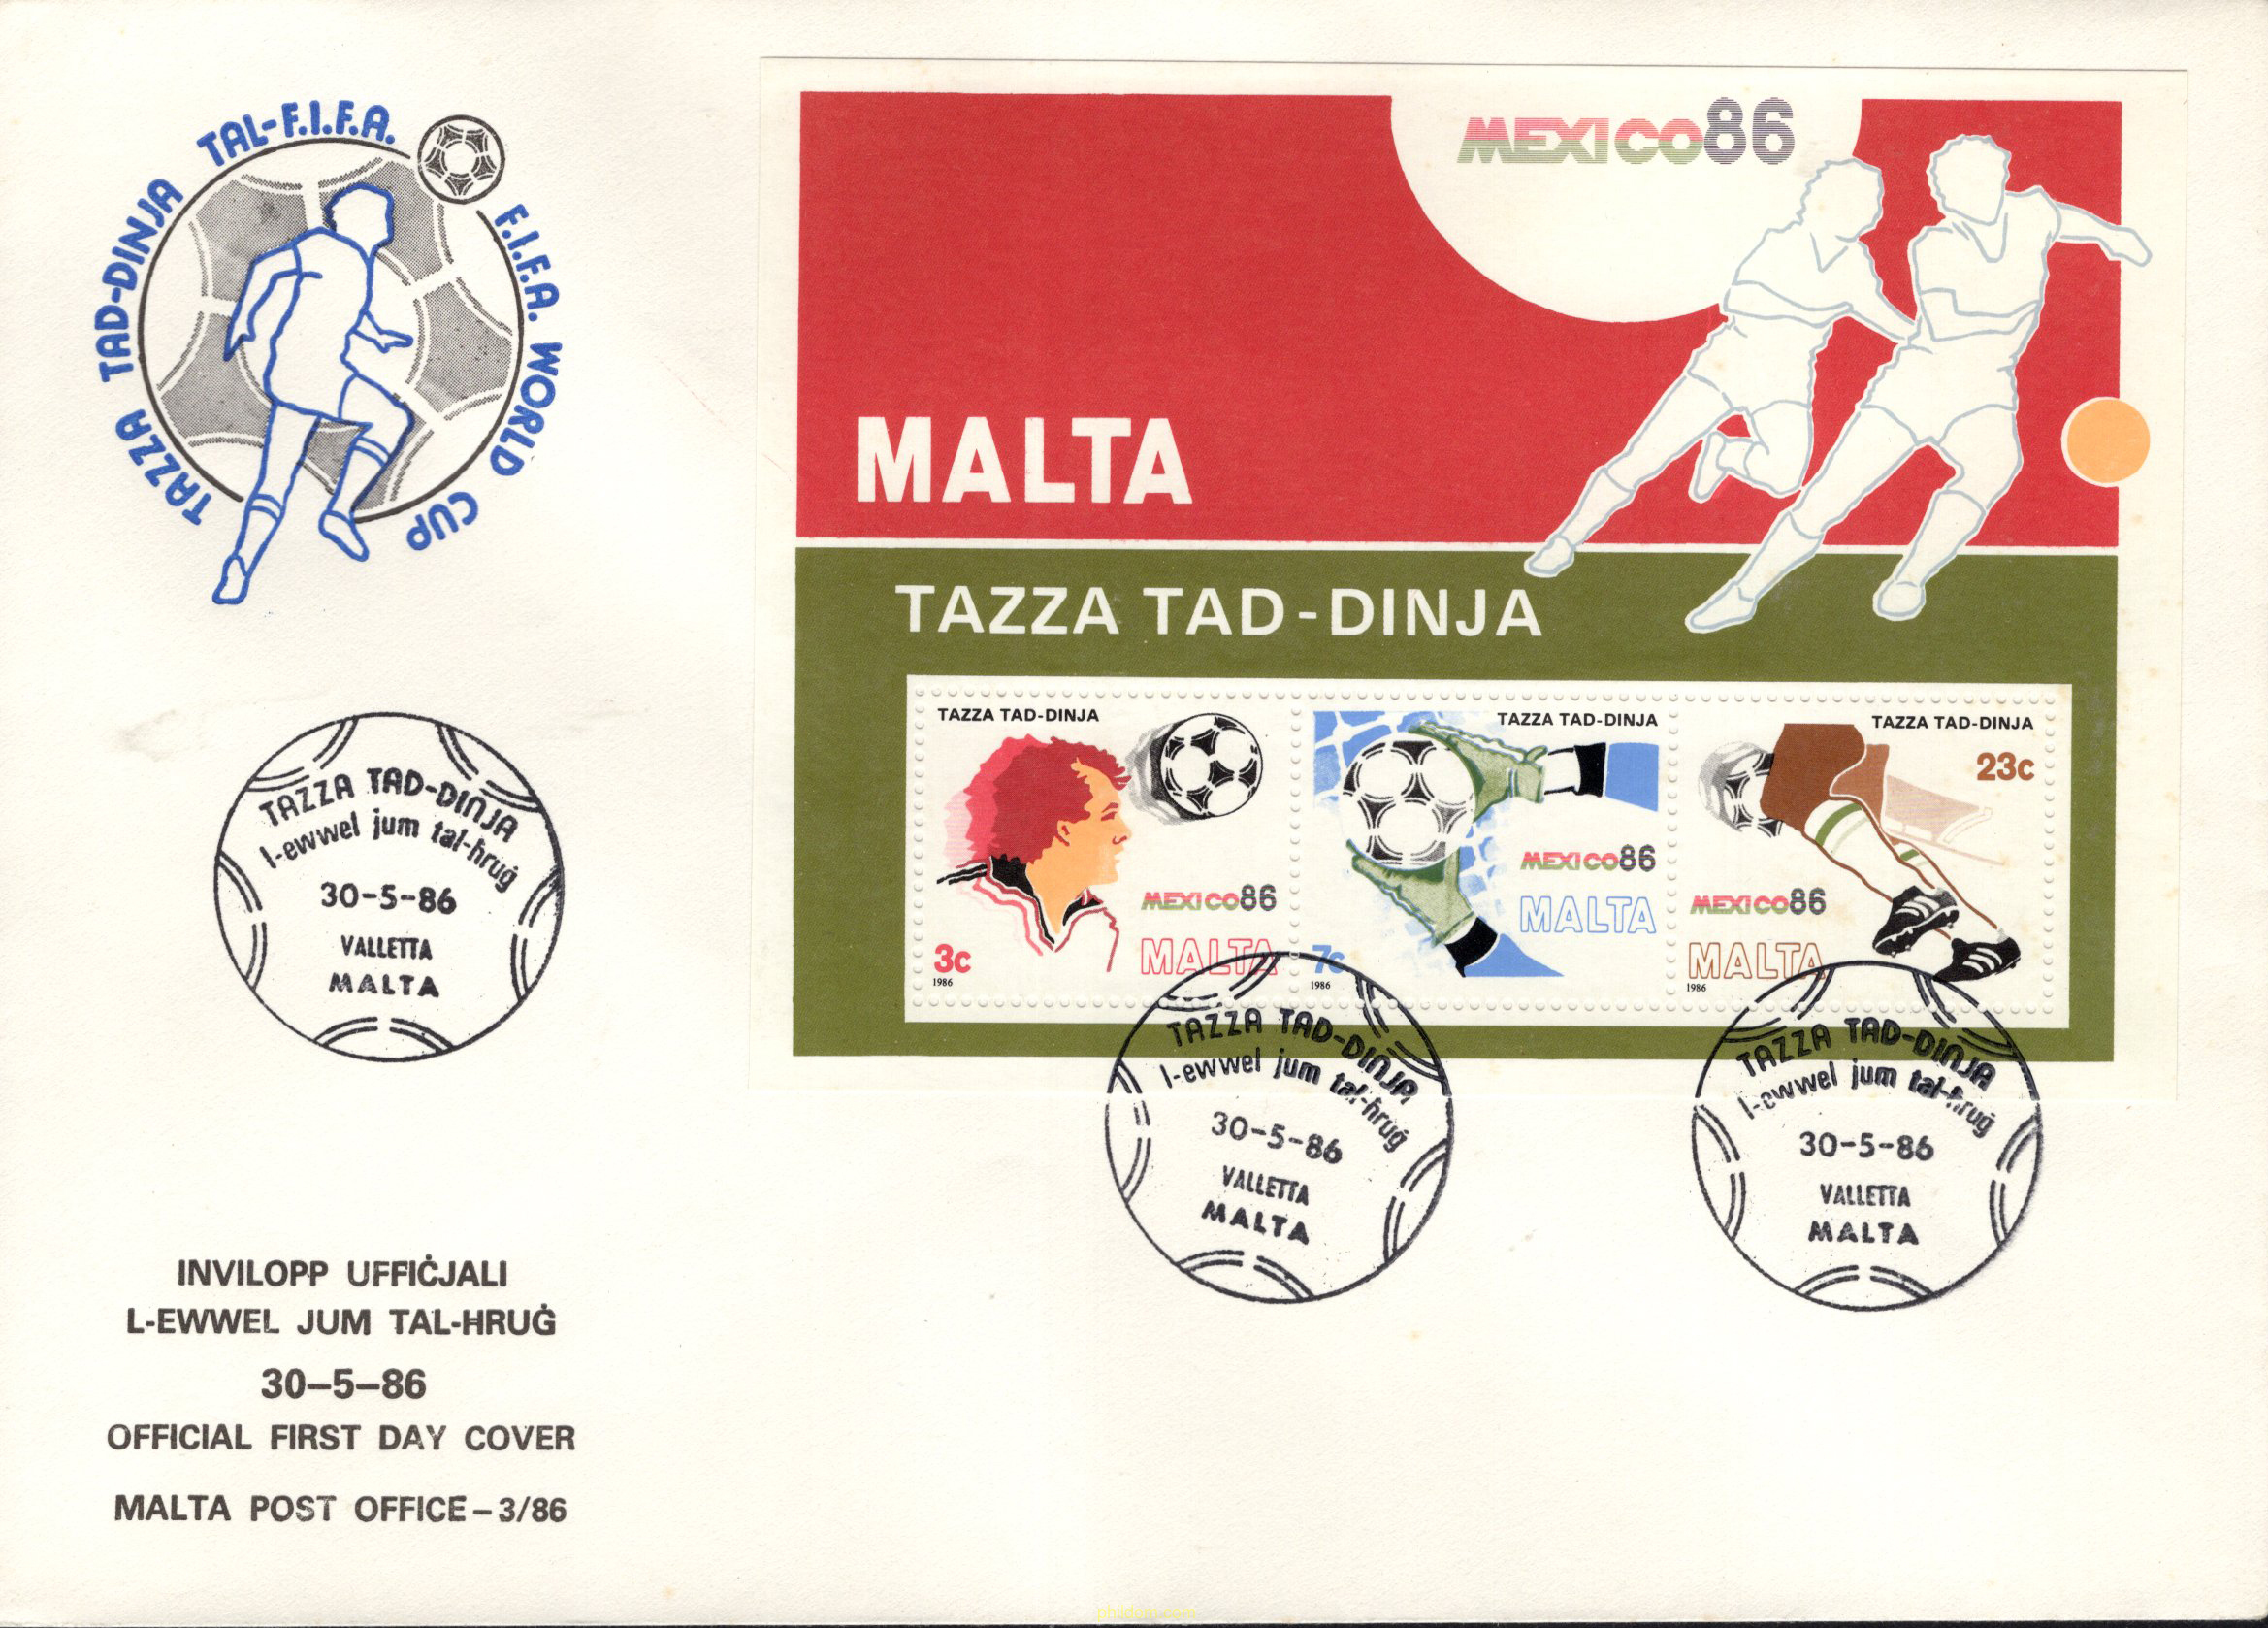 TAZZA TAD-DINJA TAL-F.I.F.A.
F.I.F.A. WORLD CUP
MEXICO86
MALTA
TAZZA TAD-DINJA
TAZZA TAD-DINJA
MEXICO86
3c
MALTA
1986
TAZZA TAD-DINJA
MEXICO86
MALTA
7c
1986
TAZZA TAD-DINJA
23c
MEXICO86
MALTA
1986
TAZZA TAD-DINJA
l-ewwel jum tal-ħruġ
30-5-86
VALLETTA
MALTA
TAZZA TAD-DINJA
l-ewwel jum tal-ħruġ
30-5-86
VALLETTA
MALTA
TAZZA TAD-DINJA
l-ewwel jum tal-ħruġ
30-5-86
VALLETTA
MALTA
INVILOPP UFFIĊJALI
L-EWWEL JUM TAL-HRUĠ
30–5–86
OFFICIAL FIRST DAY COVER
MALTA POST OFFICE – 3/86